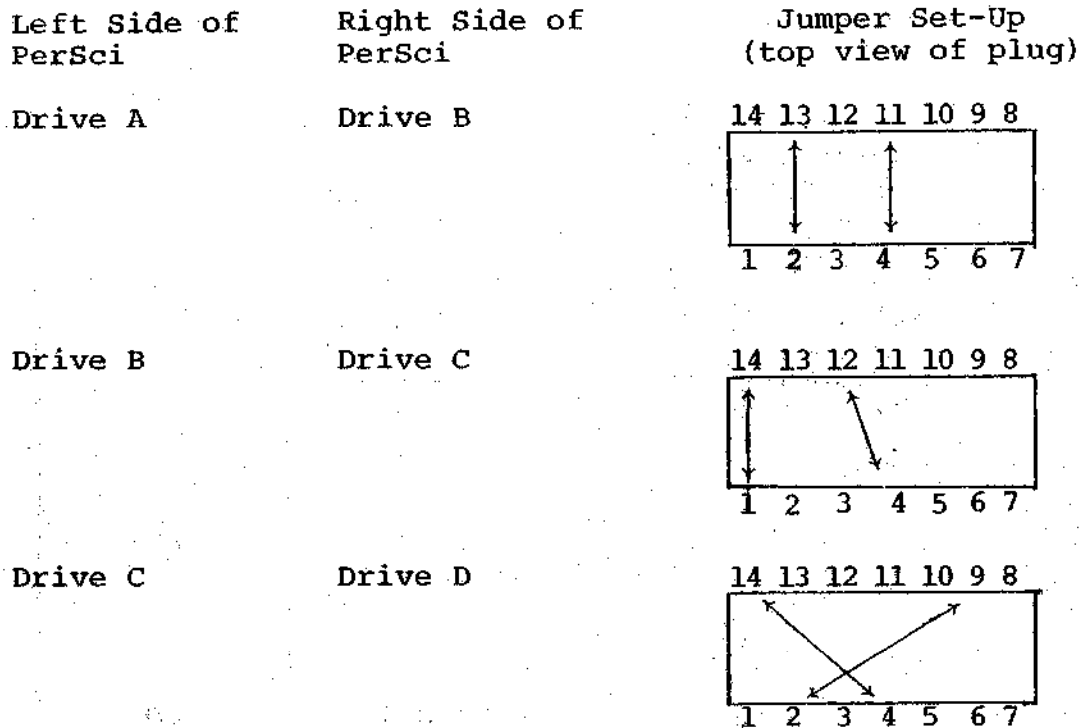 Left Side of PerSci Right Side of PerSci Jumper Set-Up (top view of plug)
Drive A Drive B
14 13 12 11 10 9 8
1 2 3 4 5 6 7
Drive B Drive C
14 13 12 11 10 9 8
1 2 3 4 5 6 7
Drive C Drive D
14 13 12 11 10 9 8
1 2 3 4 5 6 7